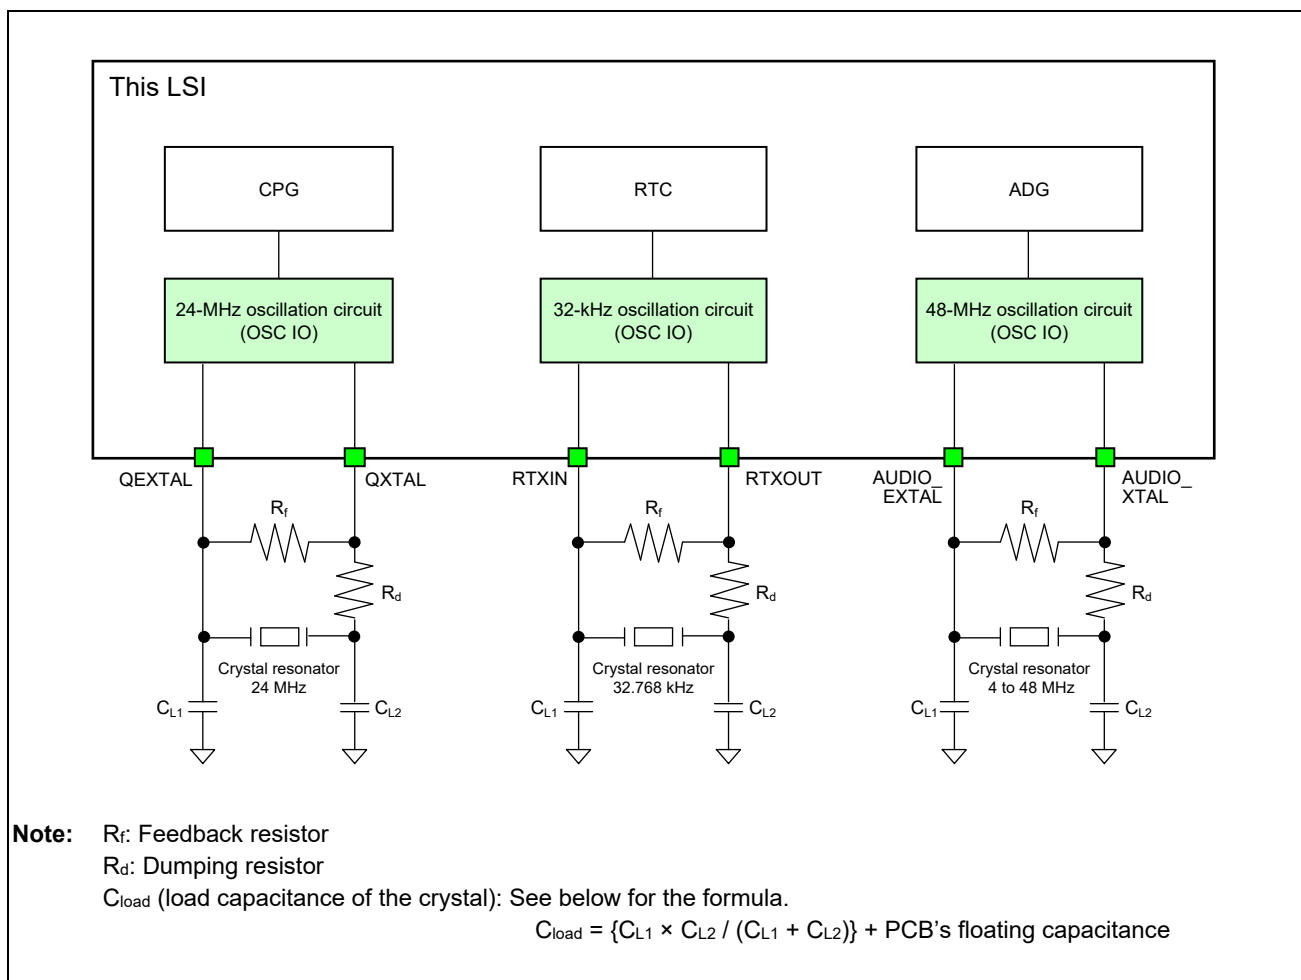 This LSI
CPG
RTC
ADG
24-MHz oscillation circuit
(OSC IO)
32-kHz oscillation circuit
(OSC IO)
48-MHz oscillation circuit
(OSC IO)
QEXTAL
QXTAL
RTXIN
RTXOUT
AUDIO_
EXTAL
AUDIO_
XTAL
Rf
Rf
Rf
Rd
Rd
Rd
Crystal resonator
24 MHz
Crystal resonator
32.768 kHz
Crystal resonator
4 to 48 MHz
CL1
CL2
CL1
CL2
CL1
CL2
Note: Rf: Feedback resistor
Rd: Dumping resistor
Cload (load capacitance of the crystal): See below for the formula.
Cload = {CL1 × CL2 / (CL1 + CL2)} + PCB's floating capacitance